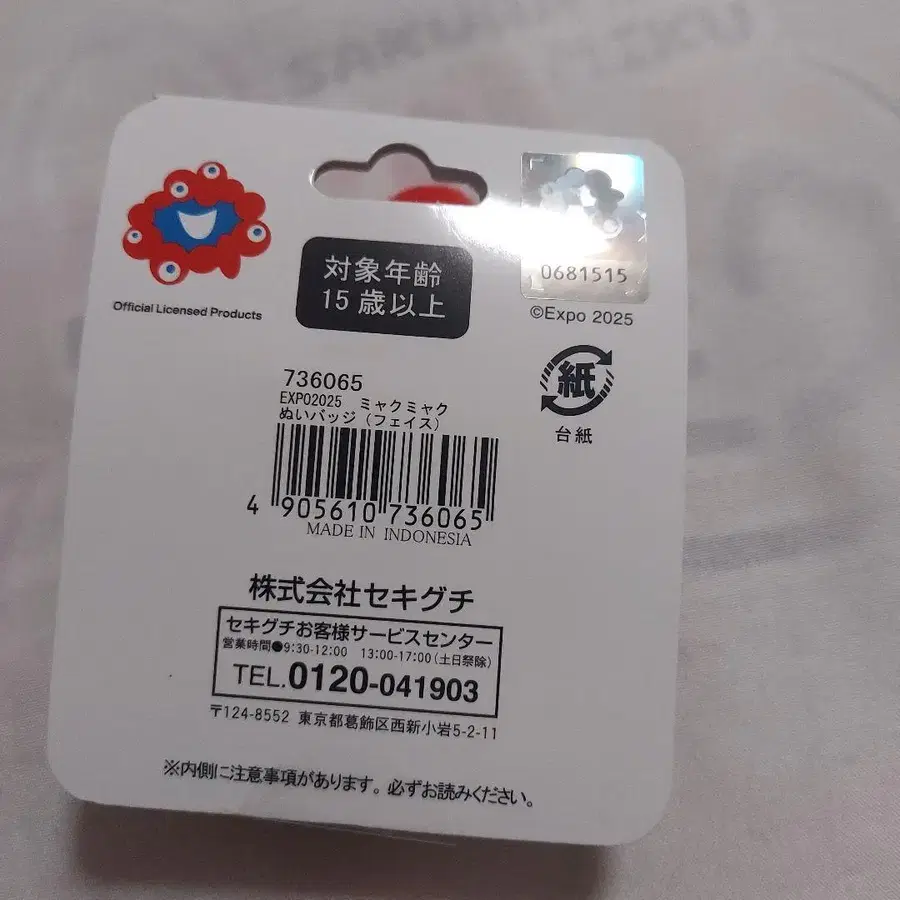 Official Licensed Products
対象年齢
15歳以上
0681515
©Expo 2025
紙
台紙
736065
EXPO2025 ミャクミャク
ぬいバッジ(フェイス)
4 905610 736065
MADE IN INDONESIA
株式会社セキグチ
セキグチお客様サービスセンター
営業時間●9:30-12:00 13:00-17:00(土日祭除)
TEL.0120-041903
〒124-8552 東京都葛飾区西新小岩5-2-11
※内側に注意事項があります。必ずお読みください。